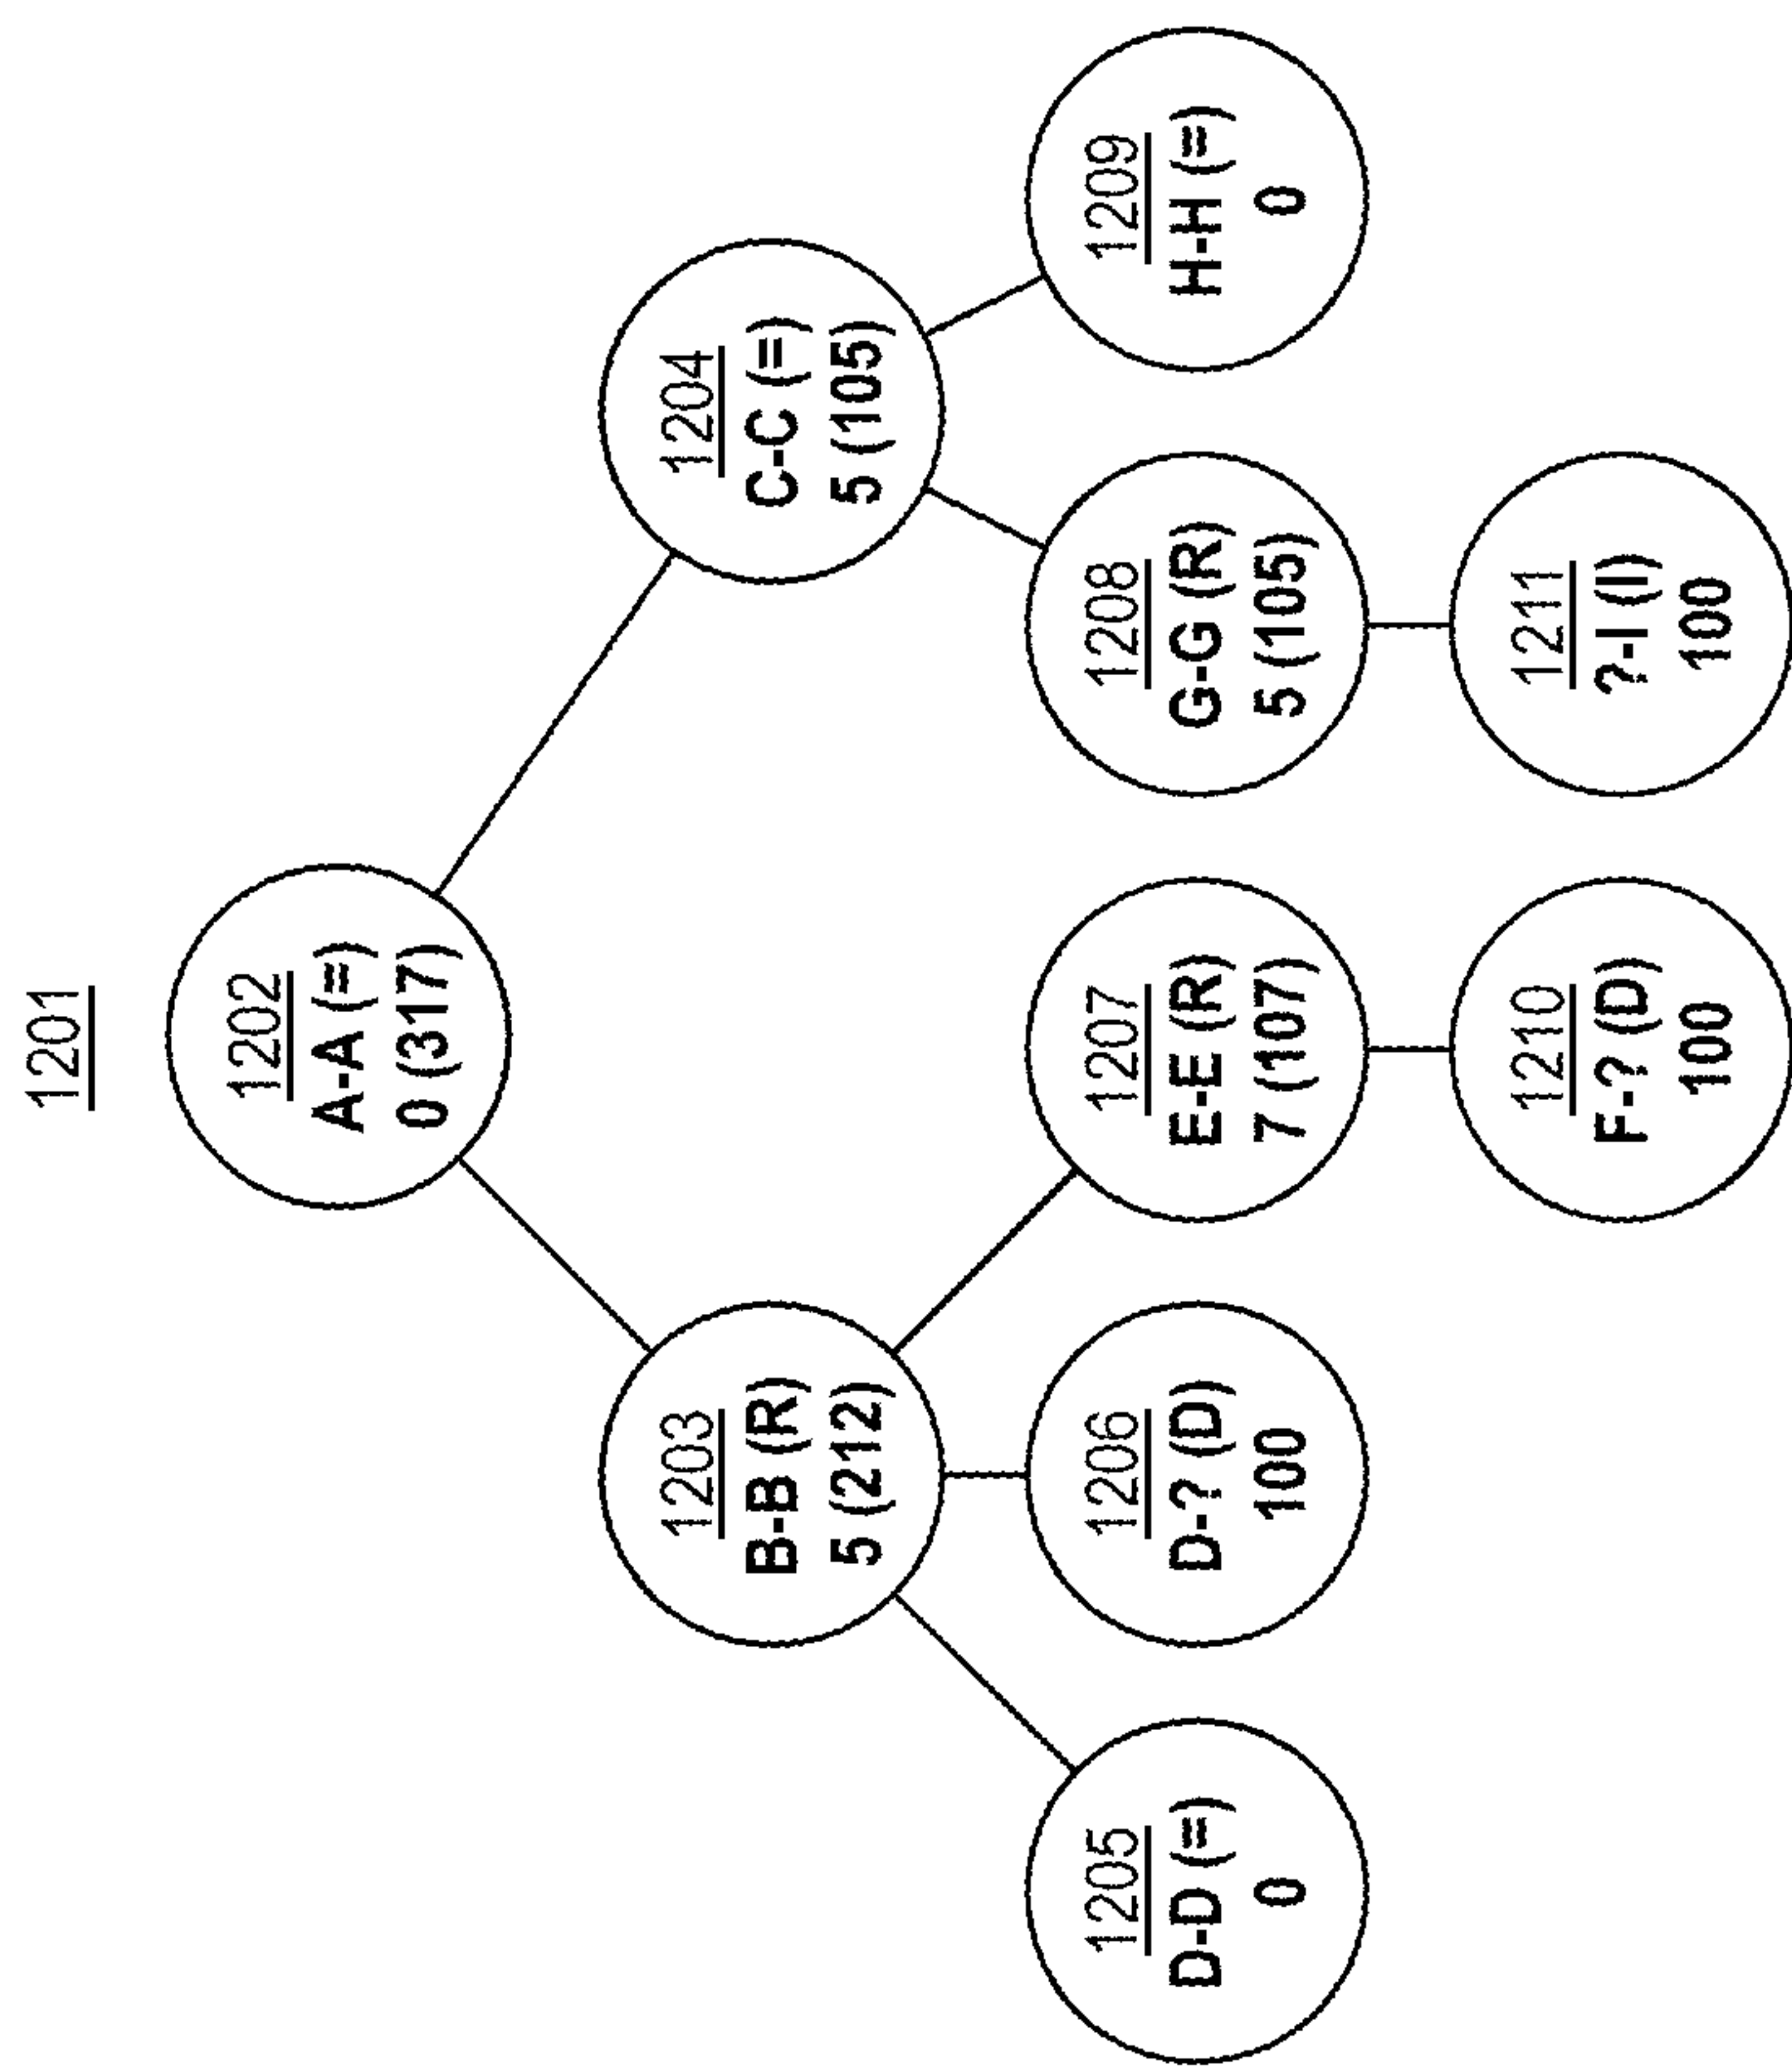 1201
1202
A-A (=)
0 (317)
1203
B-B (R)
5 (212)
1204
C-C (=)
5 (105)
1205
D-D (=)
0
1206
D-? (D)
100
1207
E-E (R)
7 (107)
1208
G-G (R)
5 (105)
1209
H-H (=)
0
1210
F-? (D)
100
1211
?-I (I)
100